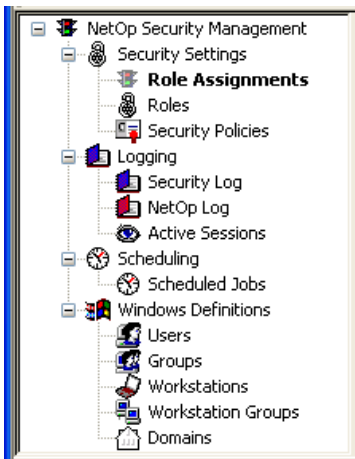 NetOp Security Management
Security Settings
Role Assignments
Roles
Security Policies
Logging
Security Log
NetOp Log
Active Sessions
Scheduling
Scheduled Jobs
Windows Definitions
Users
Groups
Workstations
Workstation Groups
Domains